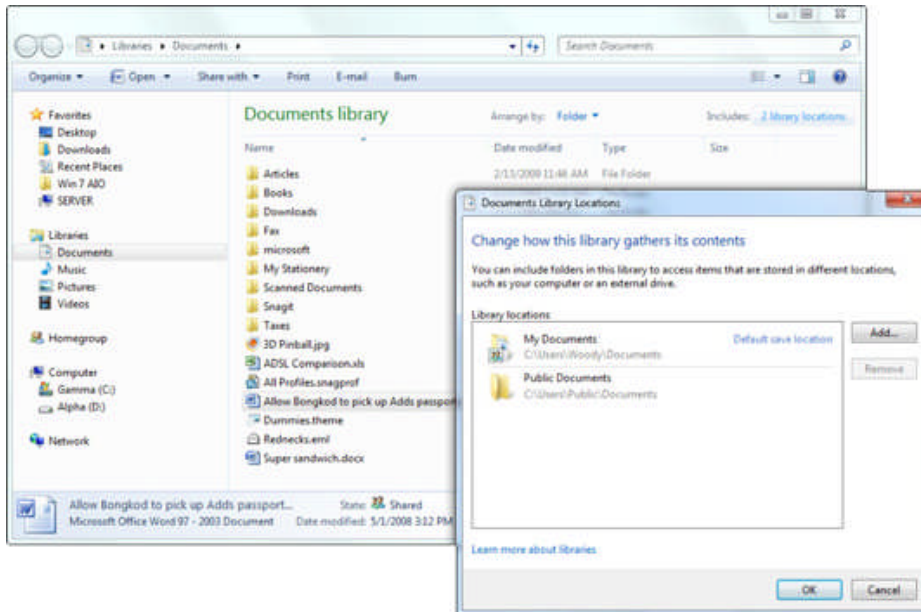 Libraries Documents
Search Documents
Organize Open Share with Print E-mail Burn
Favorites
Desktop
Downloads
Recent Places
Win 7 AIO
SERVER
Libraries
Documents
Music
Pictures
Videos
Homegroup
Computer
Gamma (C:)
Alpha (D:)
Network
Documents library
Arrange by: Folder
Includes: 2 library locations
Name Date modified Type Size
Articles 2/13/2009 11:48 AM File Folder
Books
Downloads
Fax
microsoft
My Stationery
Scanned Documents
Snagit
Taxes
3D Pinball.jpg
ADSL Comparison.xls
All Profiles.snagprof
Allow Bongkod to pick up Adds passport
Dummies.theme
Rednecks.eml
Super sandwich.docx
Allow Bongkod to pick up Adds passport... State: Shared
Microsoft Office Word 97 - 2003 Document Date modified: 5/1/2008 3:12 PM
Documents Library Locations
Change how this library gathers its contents
You can include folders in this library to access items that are stored in different locations,
such as your computer or an external drive.
Library locations
My Documents Default save location
C:\Users\Woody\Documents
Public Documents
C:\Users\Public\Documents
Add...
Remove
Learn more about libraries
OK Cancel